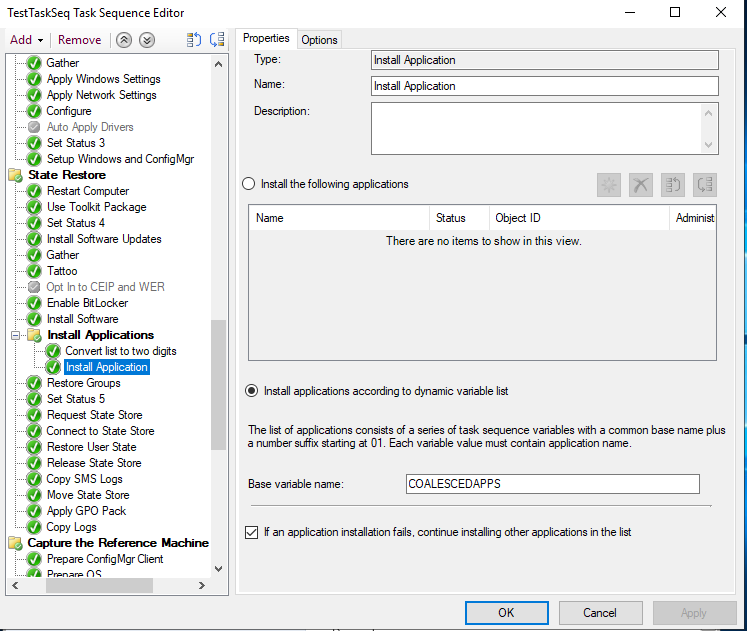 TestTaskSeq Task Sequence Editor
Add
Remove
Gather
Apply Windows Settings
Apply Network Settings
Configure
Auto Apply Drivers
Set Status 3
Setup Windows and ConfigMgr
State Restore
Restart Computer
Use Toolkit Package
Set Status 4
Install Software Updates
Gather
Tattoo
Opt In to CEIP and WER
Enable BitLocker
Install Software
Install Applications
Convert list to two digits
Install Application
Restore Groups
Set Status 5
Request State Store
Connect to State Store
Restore User State
Release State Store
Copy SMS Logs
Move State Store
Apply GPO Pack
Copy Logs
Capture the Reference Machine
Prepare ConfigMgr Client
Prepare OS
Properties
Options
Type:
Install Application
Name:
Install Application
Description:
Install the following applications
Name Status Object ID Administ
There are no items to show in this view.
Install applications according to dynamic variable list
The list of applications consists of a series of task sequence variables with a common base name plus
a number suffix starting at 01. Each variable value must contain application name.
Base variable name:
COALESCEDAPPS
If an application installation fails, continue installing other applications in the list
OK
Cancel
Apply